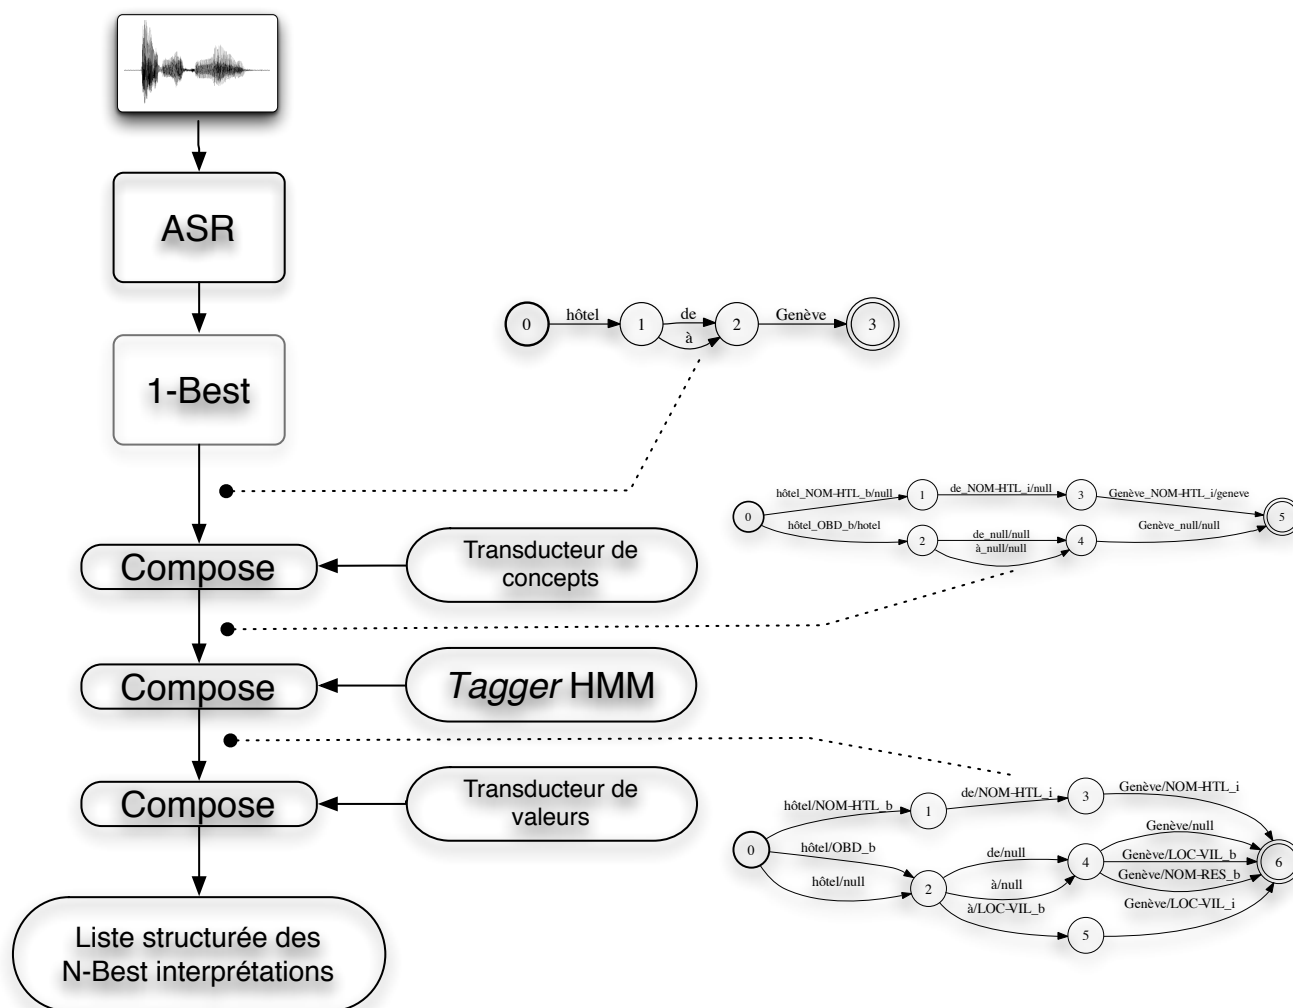 ASR
1-Best
0
hôtel
1
de
à
2
Genève
3
Compose
Transducteur de
concepts
0
hôtel_NOM-HTL_b/null
1
de_NOM-HTL_i/null
3
Genève_NOM-HTL_i/geneve
5
hôtel_OBD_b/hotel
2
de_null/null
à_null/null
4
Genève_null/null
Compose
Tagger HMM
Compose
Transducteur de
valeurs
0
hôtel/NOM-HTL_b
1
de/NOM-HTL_i
3
Genève/NOM-HTL_i
hôtel/OBD_b
hôtel/null
2
de/null
à/null
à/LOC-VIL_b
4
Genève/null
Genève/LOC-VIL_b
Genève/NOM-RES_b
6
5
Genève/LOC-VIL_i
Liste structurée des
N-Best interprétations